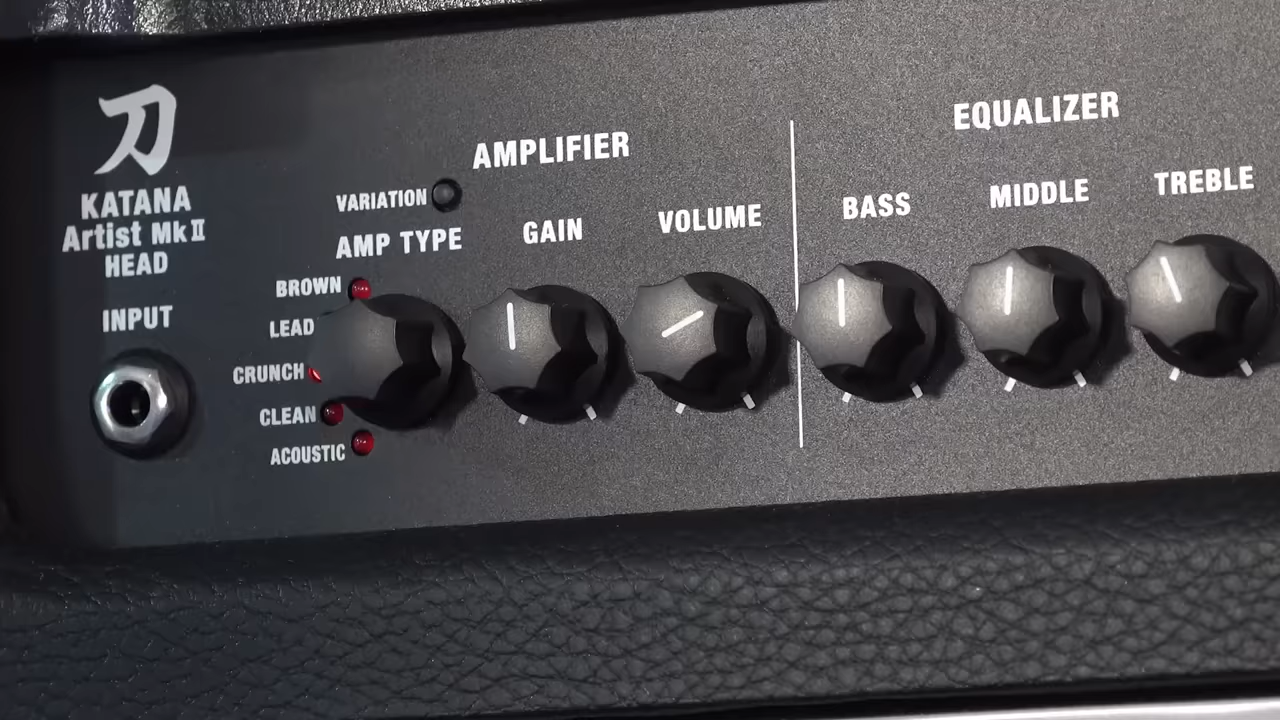 刀
KATANA
Artist MkⅡ
HEAD
INPUT
AMPLIFIER
VARIATION
AMP TYPE
BROWN
LEAD
CRUNCH
CLEAN
ACOUSTIC
GAIN
VOLUME
EQUALIZER
BASS
MIDDLE
TREBLE